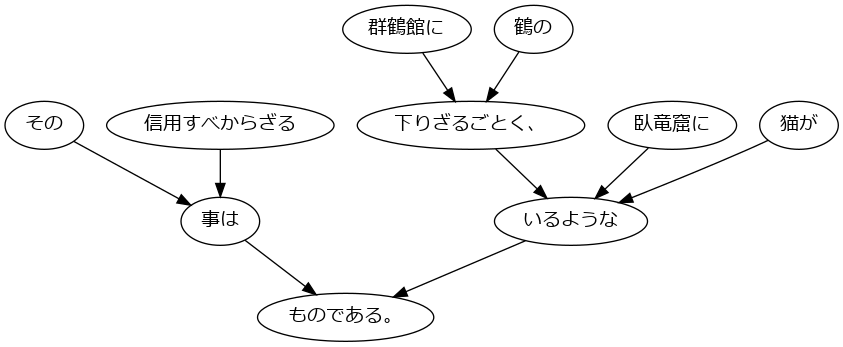 群鶴館に 鶴の
その 信用すべからざる 下りざるごとく、 臥竜窟に 猫が
事は いるような
ものである。